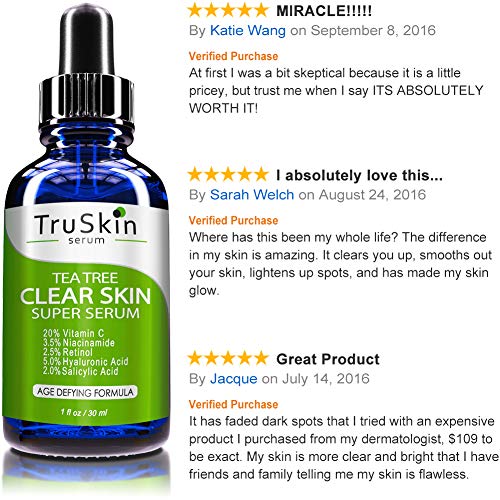 TruSkin
serum
TEA TREE
CLEAR SKIN
SUPER SERUM
20% Vitamin C
3.5% Niacinamide
2.5% Retinol
5.0% Hyaluronic Acid
2.0% Salicylic Acid
AGE DEFYING FORMULA
1 fl oz / 30 ml
MIRACLE!!!!!
By Katie Wang on September 8, 2016
Verified Purchase
At first I was a bit skeptical because it is a little
pricey, but trust me when I say ITS ABSOLUTELY
WORTH IT!
I absolutely love this...
By Sarah Welch on August 24, 2016
Verified Purchase
Where has this been my whole life? The difference
in my skin is amazing. It clears you up, smooths out
your skin, lightens up spots, and has made my skin
glow.
Great Product
By Jacque on July 14, 2016
Verified Purchase
It has faded dark spots that I tried with an expensive
product I purchased from my dermatologist, $109 to
be exact. My skin is more clear and bright that I have
friends and family telling me my skin is flawless.